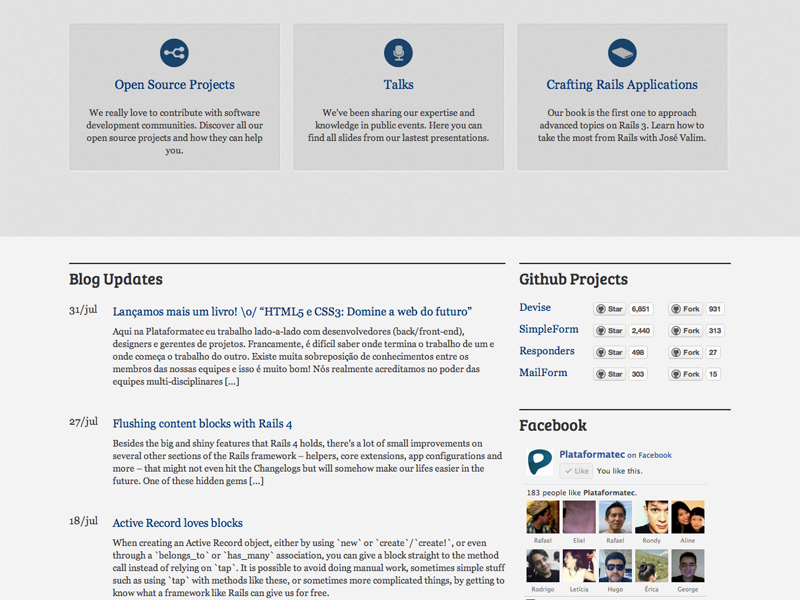 Open Source Projects
We really love to contribute with software
development communities. Discover all our
open source projects and how they can help
you.
Talks
We've been sharing our expertise and
knowledge in public events. Here you can
find all slides from our lastest presentations.
Crafting Rails Applications
Our book is the first one to approach
advanced topics on Rails 3. Learn how to
take the most from Rails with José Valim.
Blog Updates
31/jul
Lançamos mais um livro! \o/ “HTML5 e CSS3: Domine a web do futuro”
Aqui na Plataformatec eu trabalho lado-a-lado com desenvolvedores (back/front-end),
designers e gerentes de projetos. Francamente, é difícil saber onde termina o trabalho de um e
onde começa o trabalho do outro. Existe muita sobreposição de conhecimentos entre os
membros das nossas equipes e isso é muito bom! Nós realmente acreditamos no poder das
equipes multi-disciplinares [...]
27/jul
Flushing content blocks with Rails 4
Besides the big and shiny features that Rails 4 holds, there's a lot of small improvements on
several other sections of the Rails framework – helpers, core extensions, app configurations and
more – that might not even hit the Changelogs but will somehow make our lifes easier in the
future. One of these hidden gems [...]
18/jul
Active Record loves blocks
When creating an Active Record object, either by using `new` or `create`/`create!`, or even
through a `belongs_to` or `has_many` association, you can give a block straight to the method
call instead of relying on `tap`. It is possible to avoid doing manual work, sometimes simple stuff
such as using `tap` with methods like these, or sometimes more complicated things, by getting to
know what a framework like Rails can give us for free.
Github Projects
Devise Star 6,851 Fork 931
SimpleForm Star 2,440 Fork 313
Responders Star 498 Fork 27
MailForm Star 303 Fork 15
Facebook
Plataformatec on Facebook
Like You like this.
183 people like Plataformatec.
Rafael Eliel Rafael Rondy Aline
Rodrigo Letícia Hugo Érica George